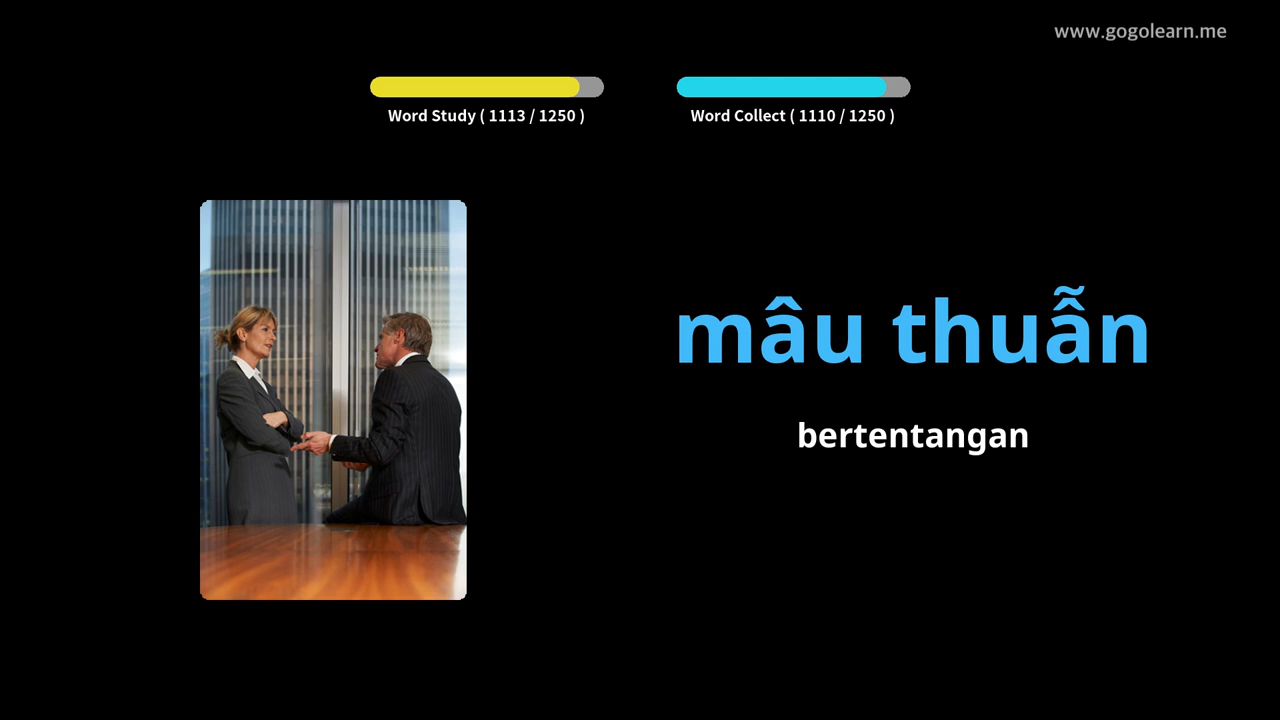 www.gogolearn.me
Word Study ( 1113 / 1250 )
Word Collect ( 1110 / 1250 )
mâu thuẫn
bertentangan